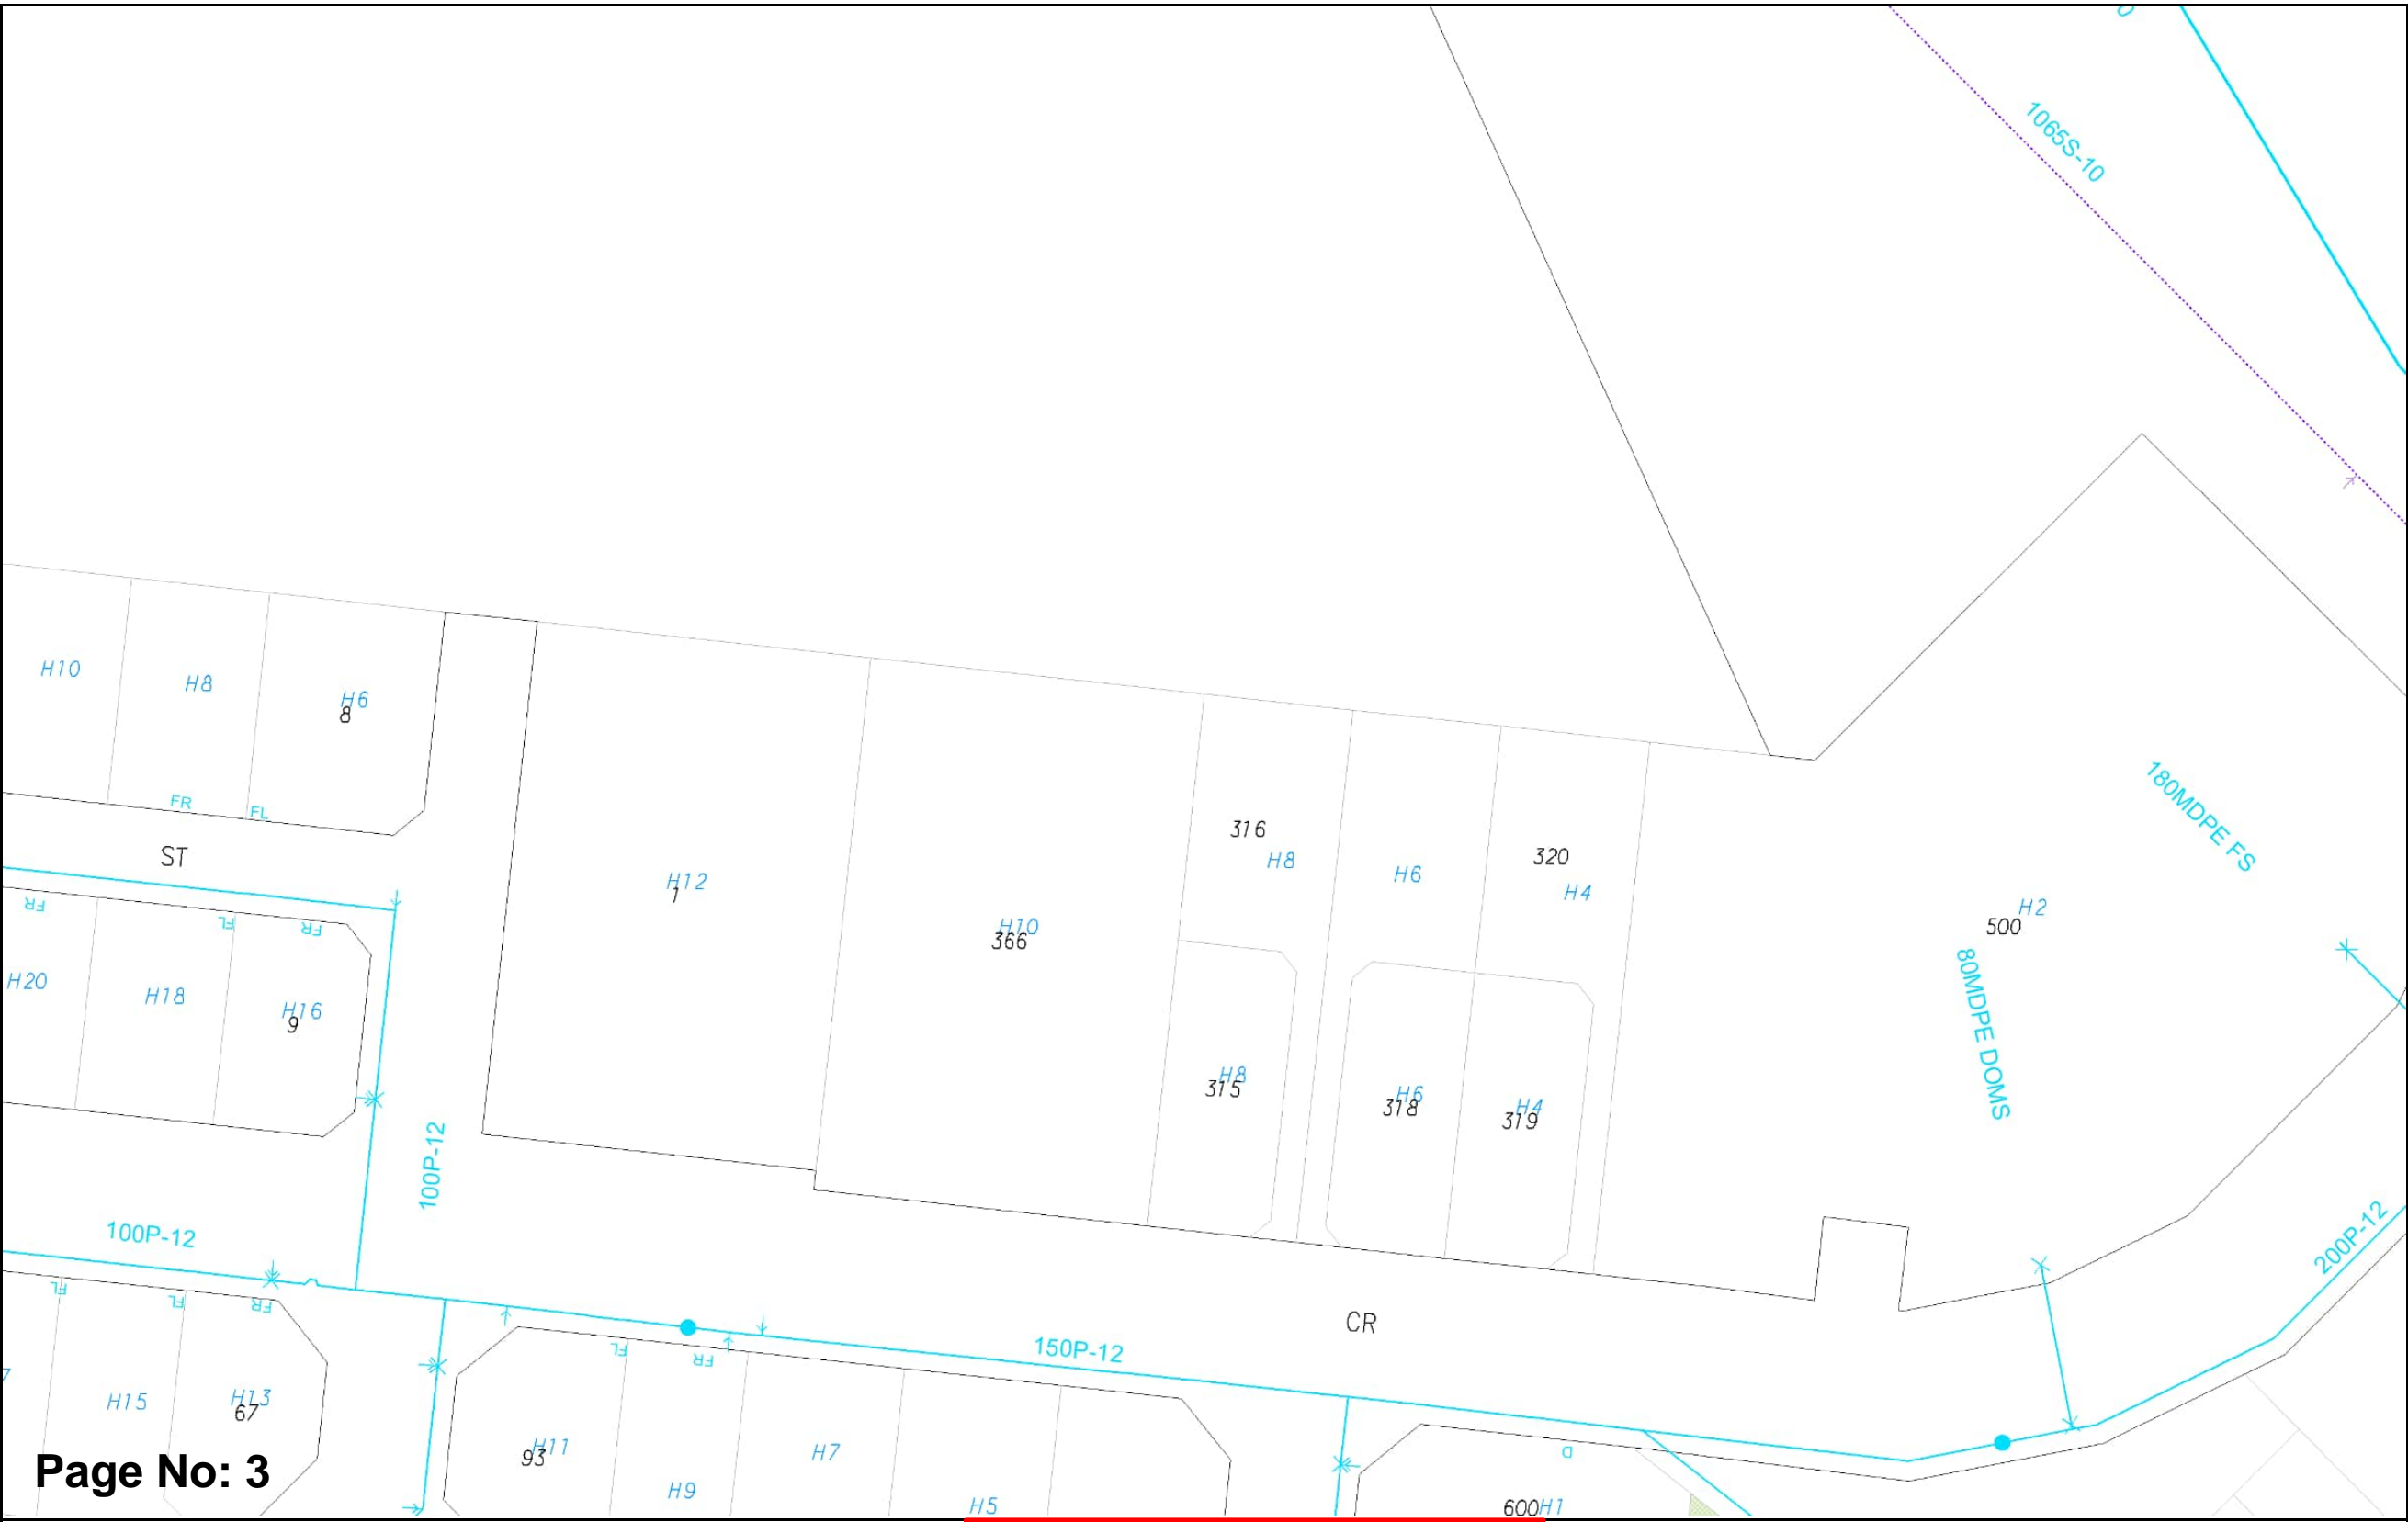 1065S-10
H10
H8
H6
8
FR
FL
ST
180MDPE FS
316
H8
H6
320
H4
H12
1
H10
366
H2
500
FR
FL
FR
H20
H18
H16
9
80MDPE DOMS
H8
315
H6
318
H4
319
100P-12
100P-12
200P-12
FL
FL
FR
CR
150P-12
FL
FR
7
H15
H13
67
H11
93
H9
H7
H5
D
600
H1
Page No: 3